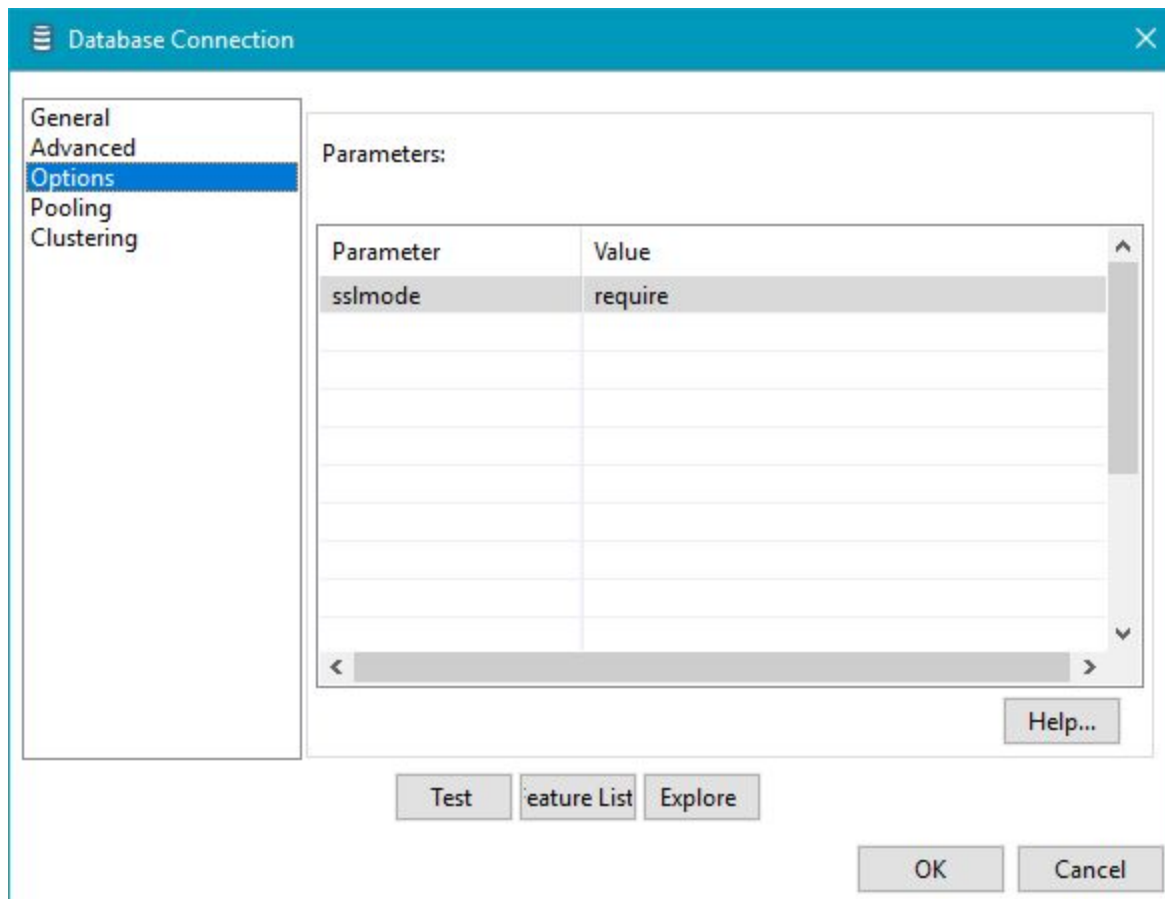 Database Connection
General
Advanced
Options
Pooling
Clustering
Parameters:
Parameter Value
sslmode require
Help...
Test eature List Explore
OK Cancel